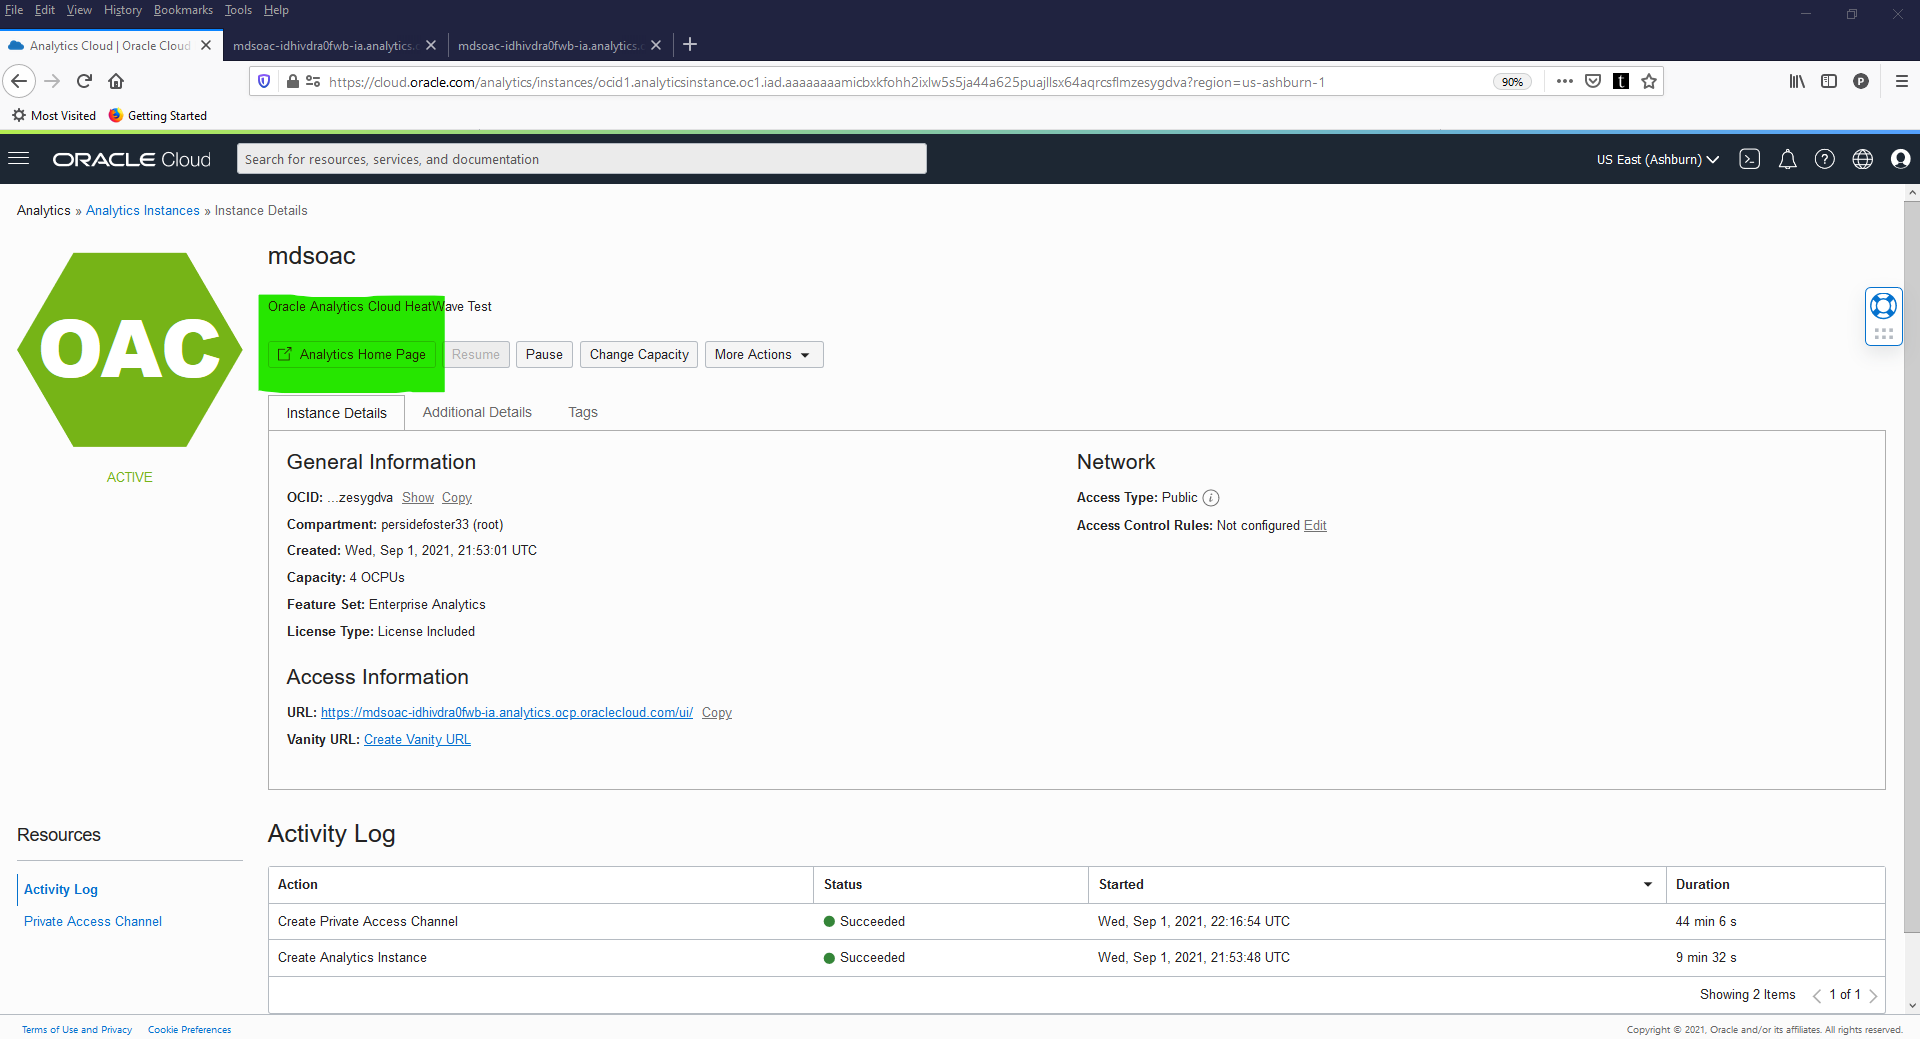 File Edit View History Bookmarks Tools Help
Analytics Cloud | Oracle Cloud
mdsoac-idhivdra0fwb-ia.analytics.
mdsoac-idhivdra0fwb-ia.analytics.
https://cloud.oracle.com/analytics/instances/ocid1.analyticsinstance.oc1.iad.aaaaaaaamicbxkfohh2ixlw5s5ja44a625puajllsx64aqrcsflmzesygdva?region=us-ashburn-1
90%
t
P
Most Visited Getting Started
ORACLE Cloud
Search for resources, services, and documentation
US East (Ashburn)
Analytics » Analytics Instances » Instance Details
OAC
ACTIVE
mdsoac
Oracle Analytics Cloud HeatWave Test
Analytics Home Page Resume Pause Change Capacity More Actions
Instance Details Additional Details Tags
General Information
OCID: ...zesygdva Show Copy
Compartment: persidefoster33 (root)
Created: Wed, Sep 1, 2021, 21:53:01 UTC
Capacity: 4 OCPUs
Feature Set: Enterprise Analytics
License Type: License Included
Access Information
URL: https://mdsoac-idhivdra0fwb-ia.analytics.ocp.oraclecloud.com/ui/ Copy
Vanity URL: Create Vanity URL
Network
Access Type: Public
Access Control Rules: Not configured Edit
Resources
Activity Log
Private Access Channel
Activity Log
Action Status Started Duration
Create Private Access Channel Succeeded Wed, Sep 1, 2021, 22:16:54 UTC 44 min 6 s
Create Analytics Instance Succeeded Wed, Sep 1, 2021, 21:53:48 UTC 9 min 32 s
Showing 2 Items 1 of 1
Terms of Use and Privacy Cookie Preferences
Copyright © 2021, Oracle and/or its affiliates. All rights reserved.